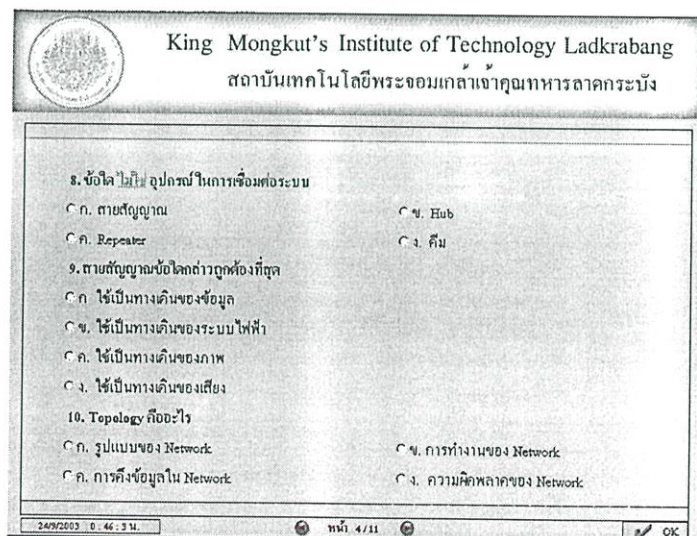 King Mongkut's Institute of Technology Ladkrabang
สถาบันเทคโนโลยีพระจอมเกล้าเจ้าคุณทหารลาดกระบัง
8. ข้อใด ไม่ใช่ อุปกรณ์ในการเชื่อมต่อระบบ
ก. สายสัญญาณ ข. Hub
ค. Repeater ง. คีม
9. สายสัญญาณข้อใดกล่าวถูกต้องที่สุด
ก ใช้เป็นทางเดินของข้อมูล
ข. ใช้เป็นทางเดินของระบบไฟฟ้า
ค. ใช้เป็นทางเดินของภาพ
ง. ใช้เป็นทางเดินของเสียง
10. Topology คืออะไร
ก. รูปแบบของ Network ข. การทำงานของ Network
ค. การดึงข้อมูลใน Network ง. ความผิดพลาดของ Network
24/9/2003 0 : 46 : 3 น. หน้า 4/11 OK